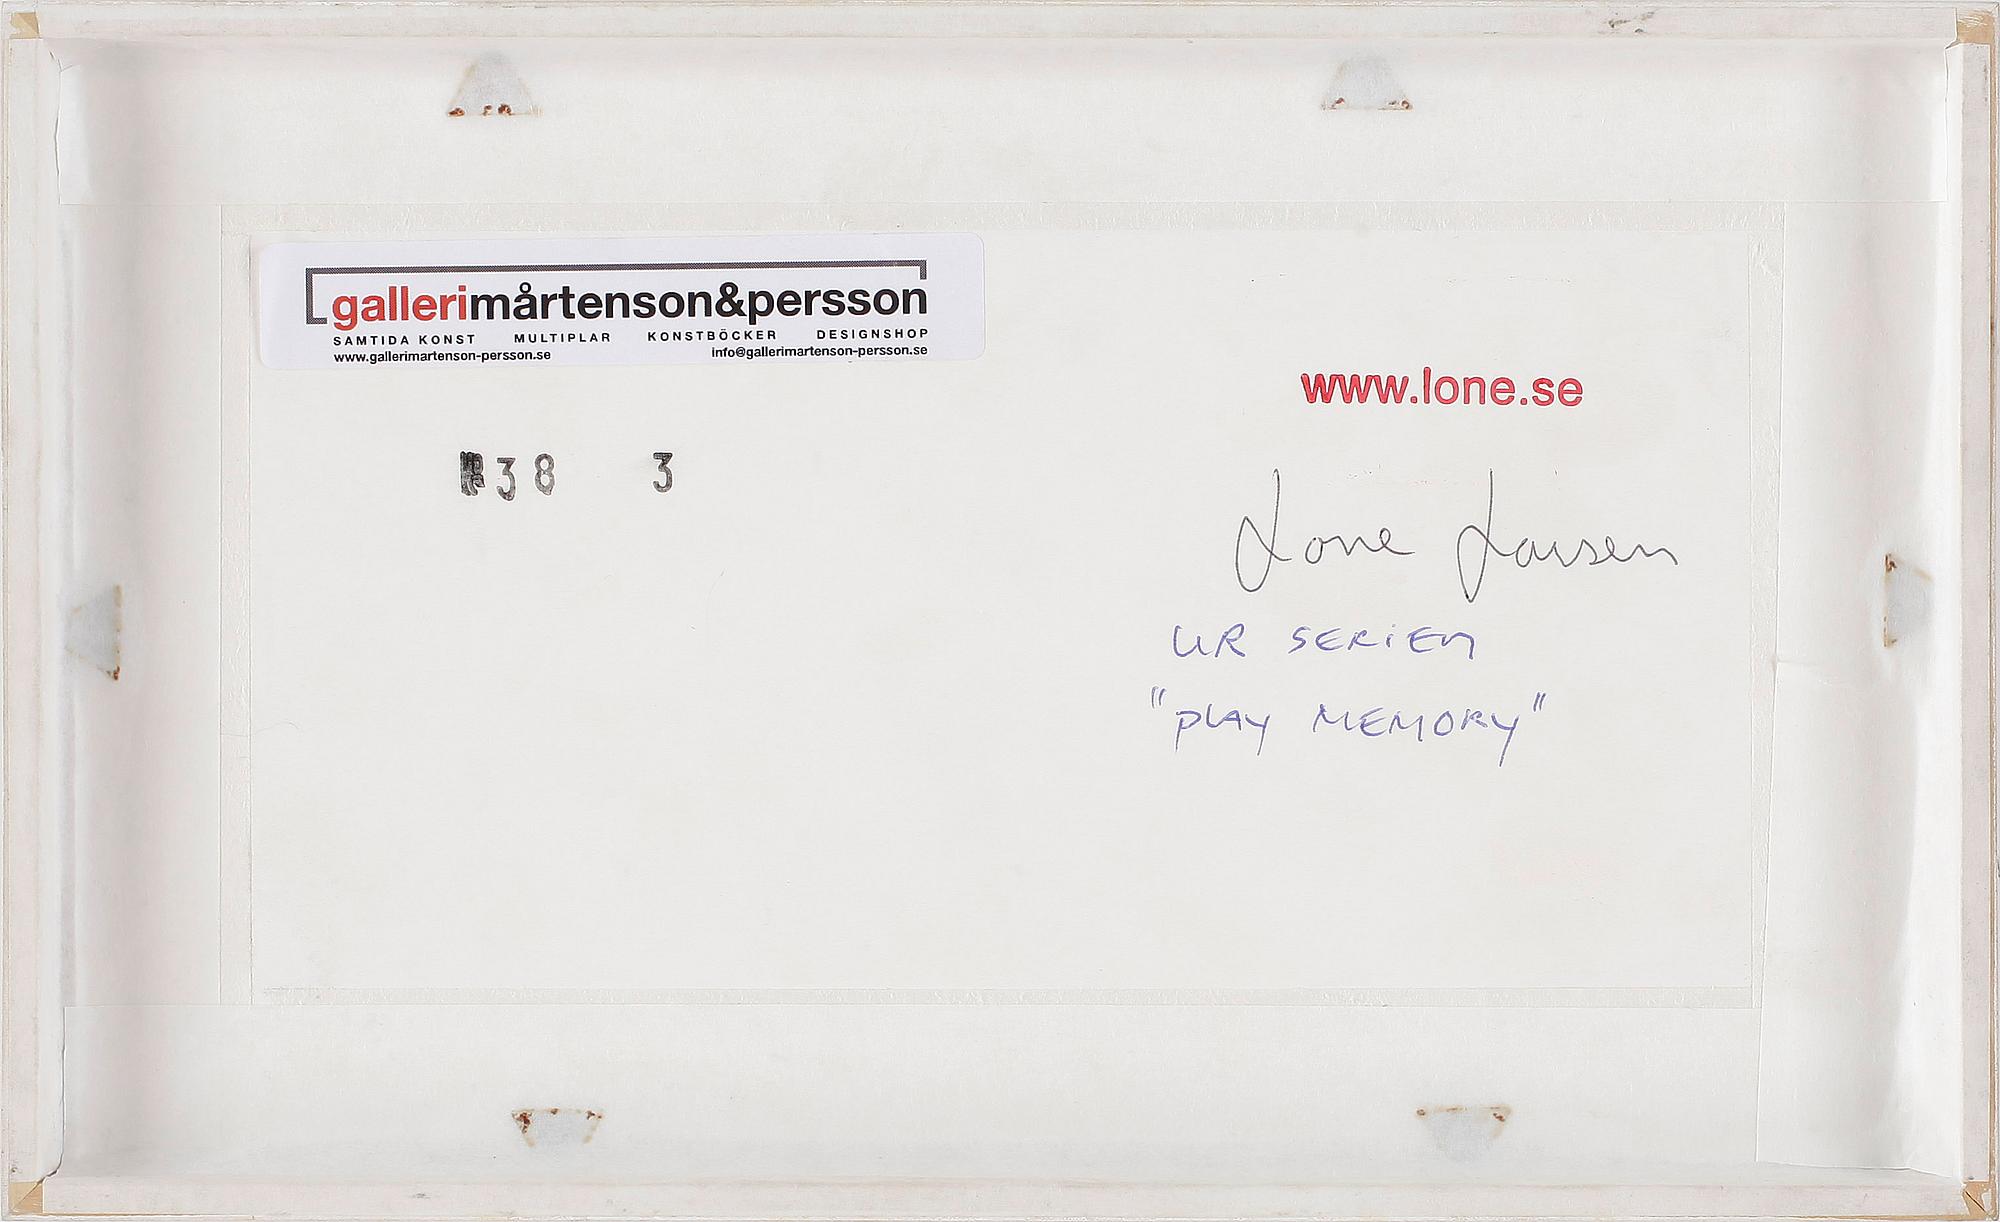 gallerimårtenson&persson
SAMTIDA KONST MULTIPLAR KONSTBÖCKER DESIGNSHOP
www.gallerimartenson-persson.se info@gallerimartenson-persson.se
www.lone.se
38 3
Lone Larsen
UR SERIEN
"PLAY MEMORY"